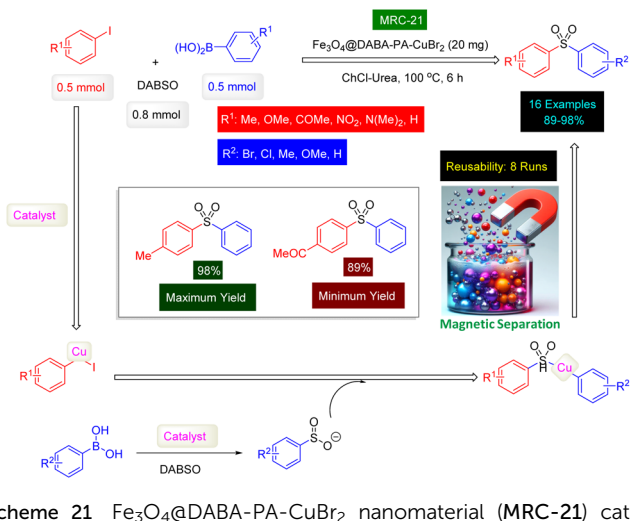 MRC-21
Fe3O4@DABA-PA-CuBr2 (20 mg)
ChCl-Urea, 100 ºC, 6 h
R1
I
+
(HO)2B
R1
DABSO
0.5 mmol
0.5 mmol
0.8 mmol
O O
S
R1
R2
16 Examples
89-98%
R1: Me, OMe, COMe, NO2, N(Me)2, H
R2: Br, Cl, Me, OMe, H
Reusability: 8 Runs
Catalyst
O O
S
Me
98%
Maximum Yield
O O
S
MeOC
89%
Minimum Yield
Magnetic Separation
Cu
I
R1
O O
S
H
Cu
R1
R2
OH
B
OH
R2
Catalyst
DABSO
O
S
O⊖
R2
cheme 21 Fe3O4@DABA-PA-CuBr2 nanomaterial (MRC-21) cat